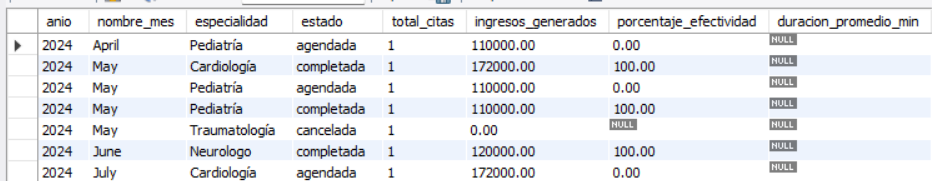 anio nombre_mes especialidad estado total_citas ingresos_generados porcentaje_efectividad duracion_promedio_min
2024 April Pediatría agendada 1 110000.00 0.00 NULL
2024 May Cardiología completada 1 172000.00 100.00 NULL
2024 May Pediatría agendada 1 110000.00 0.00 NULL
2024 May Pediatría completada 1 110000.00 100.00 NULL
2024 May Traumatología cancelada 1 0.00 NULL NULL
2024 June Neurologo completada 1 120000.00 100.00 NULL
2024 July Cardiología agendada 1 172000.00 0.00 NULL